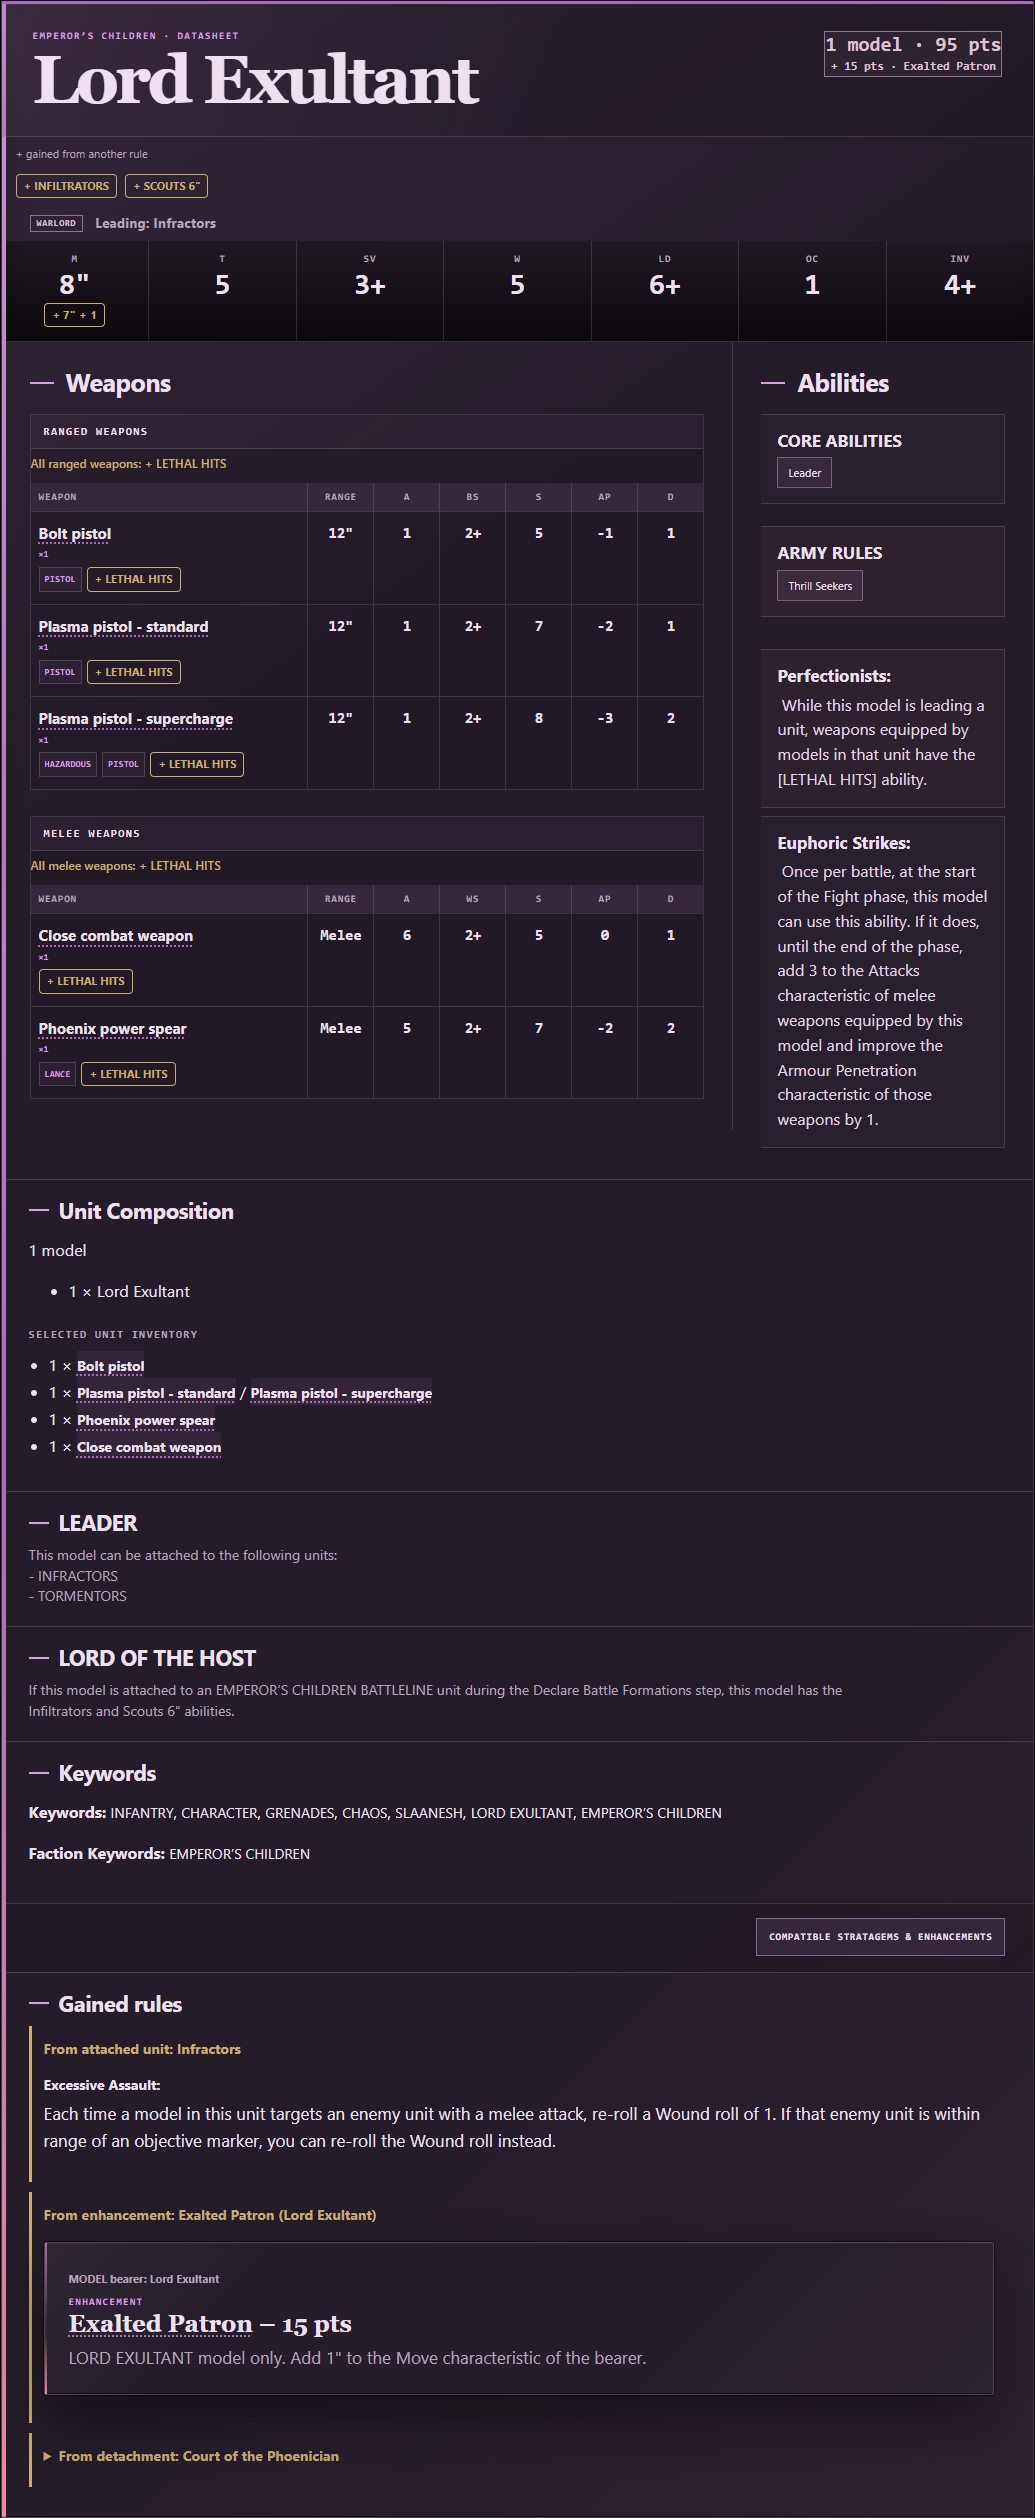 EMPEROR'S CHILDREN · DATASHEET
Lord Exultant
1 model · 95 pts
+ 15 pts · Exalted Patron
+ gained from another rule
+ INFILTRATORS + SCOUTS 6"
WARLORD Leading: Infractors
M T SV W LD OC INV
8" 5 3+ 5 6+ 1 4+
+ 7" + 1
Weapons
RANGED WEAPONS
All ranged weapons: + LETHAL HITS
WEAPON RANGE A BS S AP D
Bolt pistol 12" 1 2+ 5 -1 1
×1
PISTOL + LETHAL HITS
Plasma pistol - standard 12" 1 2+ 7 -2 1
×1
PISTOL + LETHAL HITS
Plasma pistol - supercharge 12" 1 2+ 8 -3 2
×1
HAZARDOUS PISTOL + LETHAL HITS
MELEE WEAPONS
All melee weapons: + LETHAL HITS
WEAPON RANGE A WS S AP D
Close combat weapon Melee 6 2+ 5 0 1
×1
+ LETHAL HITS
Phoenix power spear Melee 5 2+ 7 -2 2
×1
LANCE + LETHAL HITS
Abilities
CORE ABILITIES
Leader
ARMY RULES
Thrill Seekers
Perfectionists:
While this model is leading a
unit, weapons equipped by
models in that unit have the
[LETHAL HITS] ability.
Euphoric Strikes:
Once per battle, at the start
of the Fight phase, this model
can use this ability. If it does,
until the end of the phase,
add 3 to the Attacks
characteristic of melee
weapons equipped by this
model and improve the
Armour Penetration
characteristic of those
weapons by 1.
Unit Composition
1 model
• 1 × Lord Exultant
SELECTED UNIT INVENTORY
• 1 × Bolt pistol
• 1 × Plasma pistol - standard / Plasma pistol - supercharge
• 1 × Phoenix power spear
• 1 × Close combat weapon
LEADER
This model can be attached to the following units:
- INFRACTORS
- TORMENTORS
LORD OF THE HOST
If this model is attached to an EMPEROR'S CHILDREN BATTLELINE unit during the Declare Battle Formations step, this model has the
Infiltrators and Scouts 6" abilities.
Keywords
Keywords: INFANTRY, CHARACTER, GRENADES, CHAOS, SLAANESH, LORD EXULTANT, EMPEROR'S CHILDREN
Faction Keywords: EMPEROR'S CHILDREN
COMPATIBLE STRATAGEMS & ENHANCEMENTS
Gained rules
From attached unit: Infractors
Excessive Assault:
Each time a model in this unit targets an enemy unit with a melee attack, re-roll a Wound roll of 1. If that enemy unit is within
range of an objective marker, you can re-roll the Wound roll instead.
From enhancement: Exalted Patron (Lord Exultant)
MODEL bearer: Lord Exultant
ENHANCEMENT
Exalted Patron — 15 pts
LORD EXULTANT model only. Add 1" to the Move characteristic of the bearer.
▶ From detachment: Court of the Phoenician